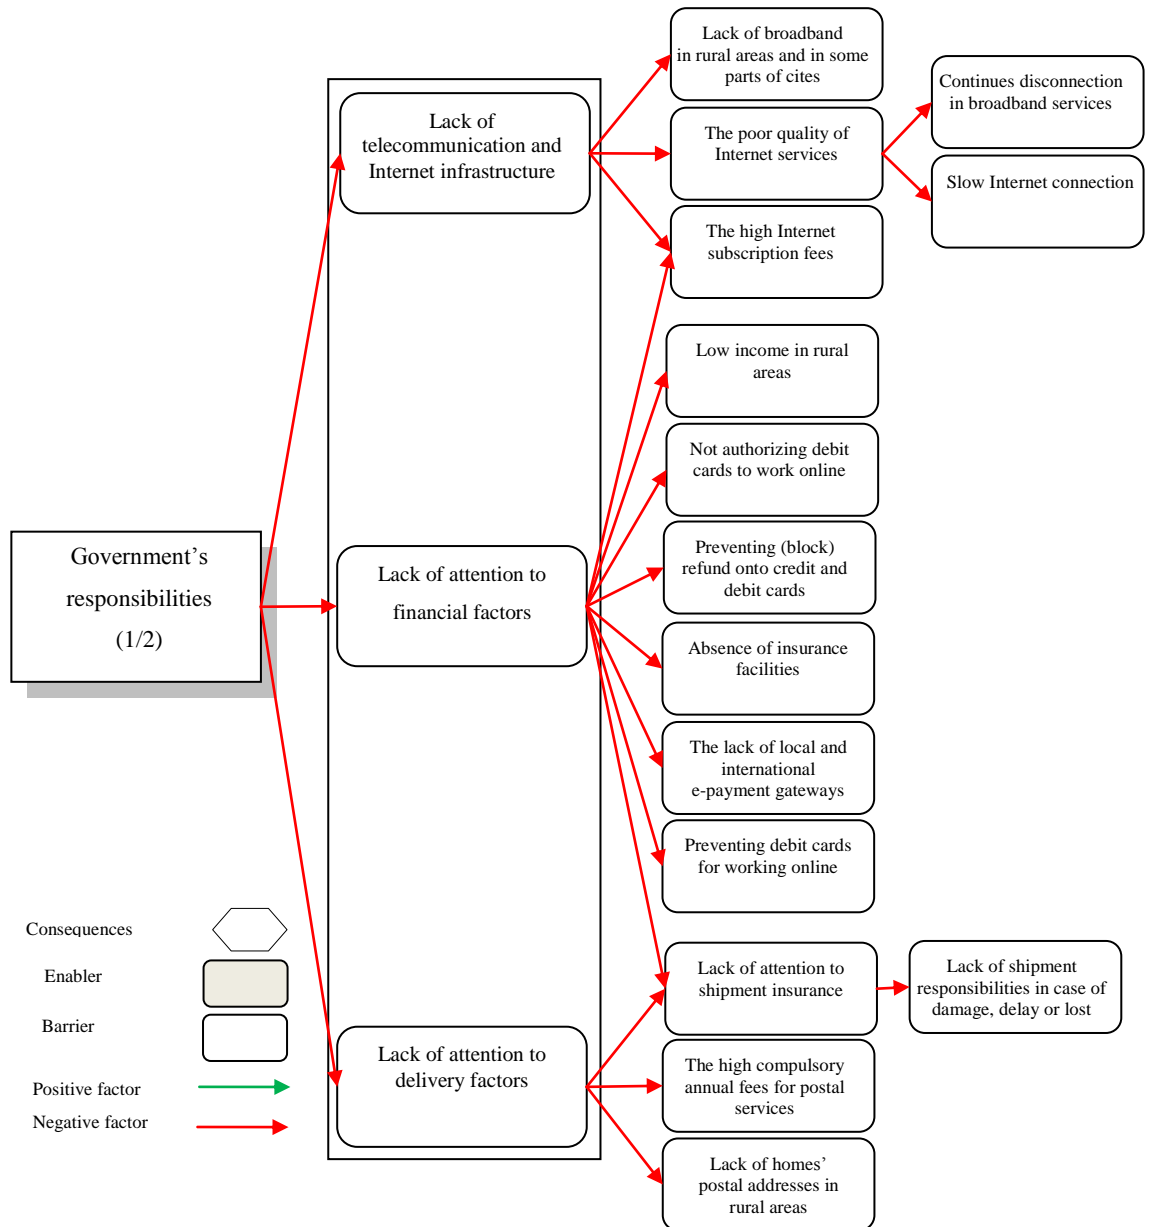 Lack of broadband
in rural areas and in some
parts of cites
Continues disconnection
in broadband services
Lack of
telecommunication and
Internet infrastructure
The poor quality of
Internet services
Slow Internet connection
The high Internet
subscription fees
Low income in rural
areas
Not authorizing debit
cards to work online
Government’s
responsibilities
(1/2)
Lack of attention to
financial factors
Preventing (block)
refund onto credit and
debit cards
Absence of insurance
facilities
The lack of local and
international
e-payment gateways
Preventing debit cards
for working online
Consequences
Enabler
Barrier
Positive factor
Negative factor
Lack of attention to
shipment insurance
Lack of shipment
responsibilities in case of
damage, delay or lost
Lack of attention to
delivery factors
The high compulsory
annual fees for postal
services
Lack of homes’
postal addresses in
rural areas